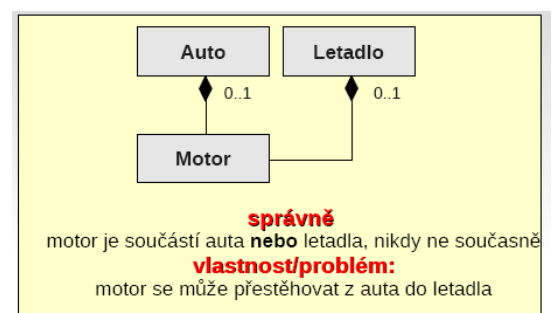 Auto
Letadlo
0..1
0..1
Motor
správně
motor je součástí auta nebo letadla, nikdy ne současně
vlastnost/problém:
motor se může přestěhovat z auta do letadla